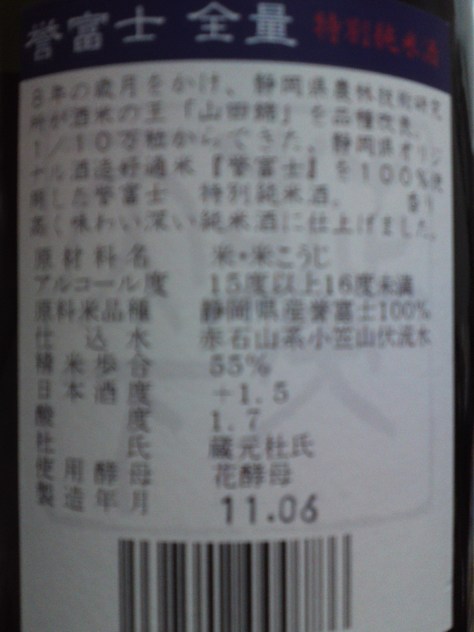 誉富士 全量 特別純米酒
8年の歳月をかけ、静岡県農林技術研究
所が酒米の王「山田錦」を品種改良。
1/10万粒からできた、静岡県オリジ
ナル酒造好適米『誉富士』を100%使
用した誉富士 特別純米酒。 香り
高く味わい深い純米酒に仕上げました。
原材料名 米・米こうじ
アルコール度 15度以上16度未満
原料米品種 静岡県産誉富士100%
仕込水 赤石山系小笠山伏流水
精米歩合 55%
日本酒度 +1.5
酸度 1.7
杜氏 蔵元杜氏
使用酵母 花酵母
製造年月 11.06